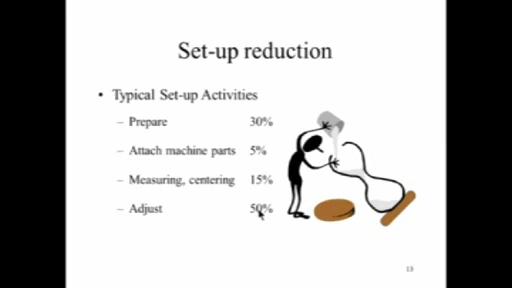 Set-up reduction
• Typical Set-up Activities
– Prepare 30%
– Attach machine parts 5%
– Measuring, centering 15%
– Adjust 50%
13